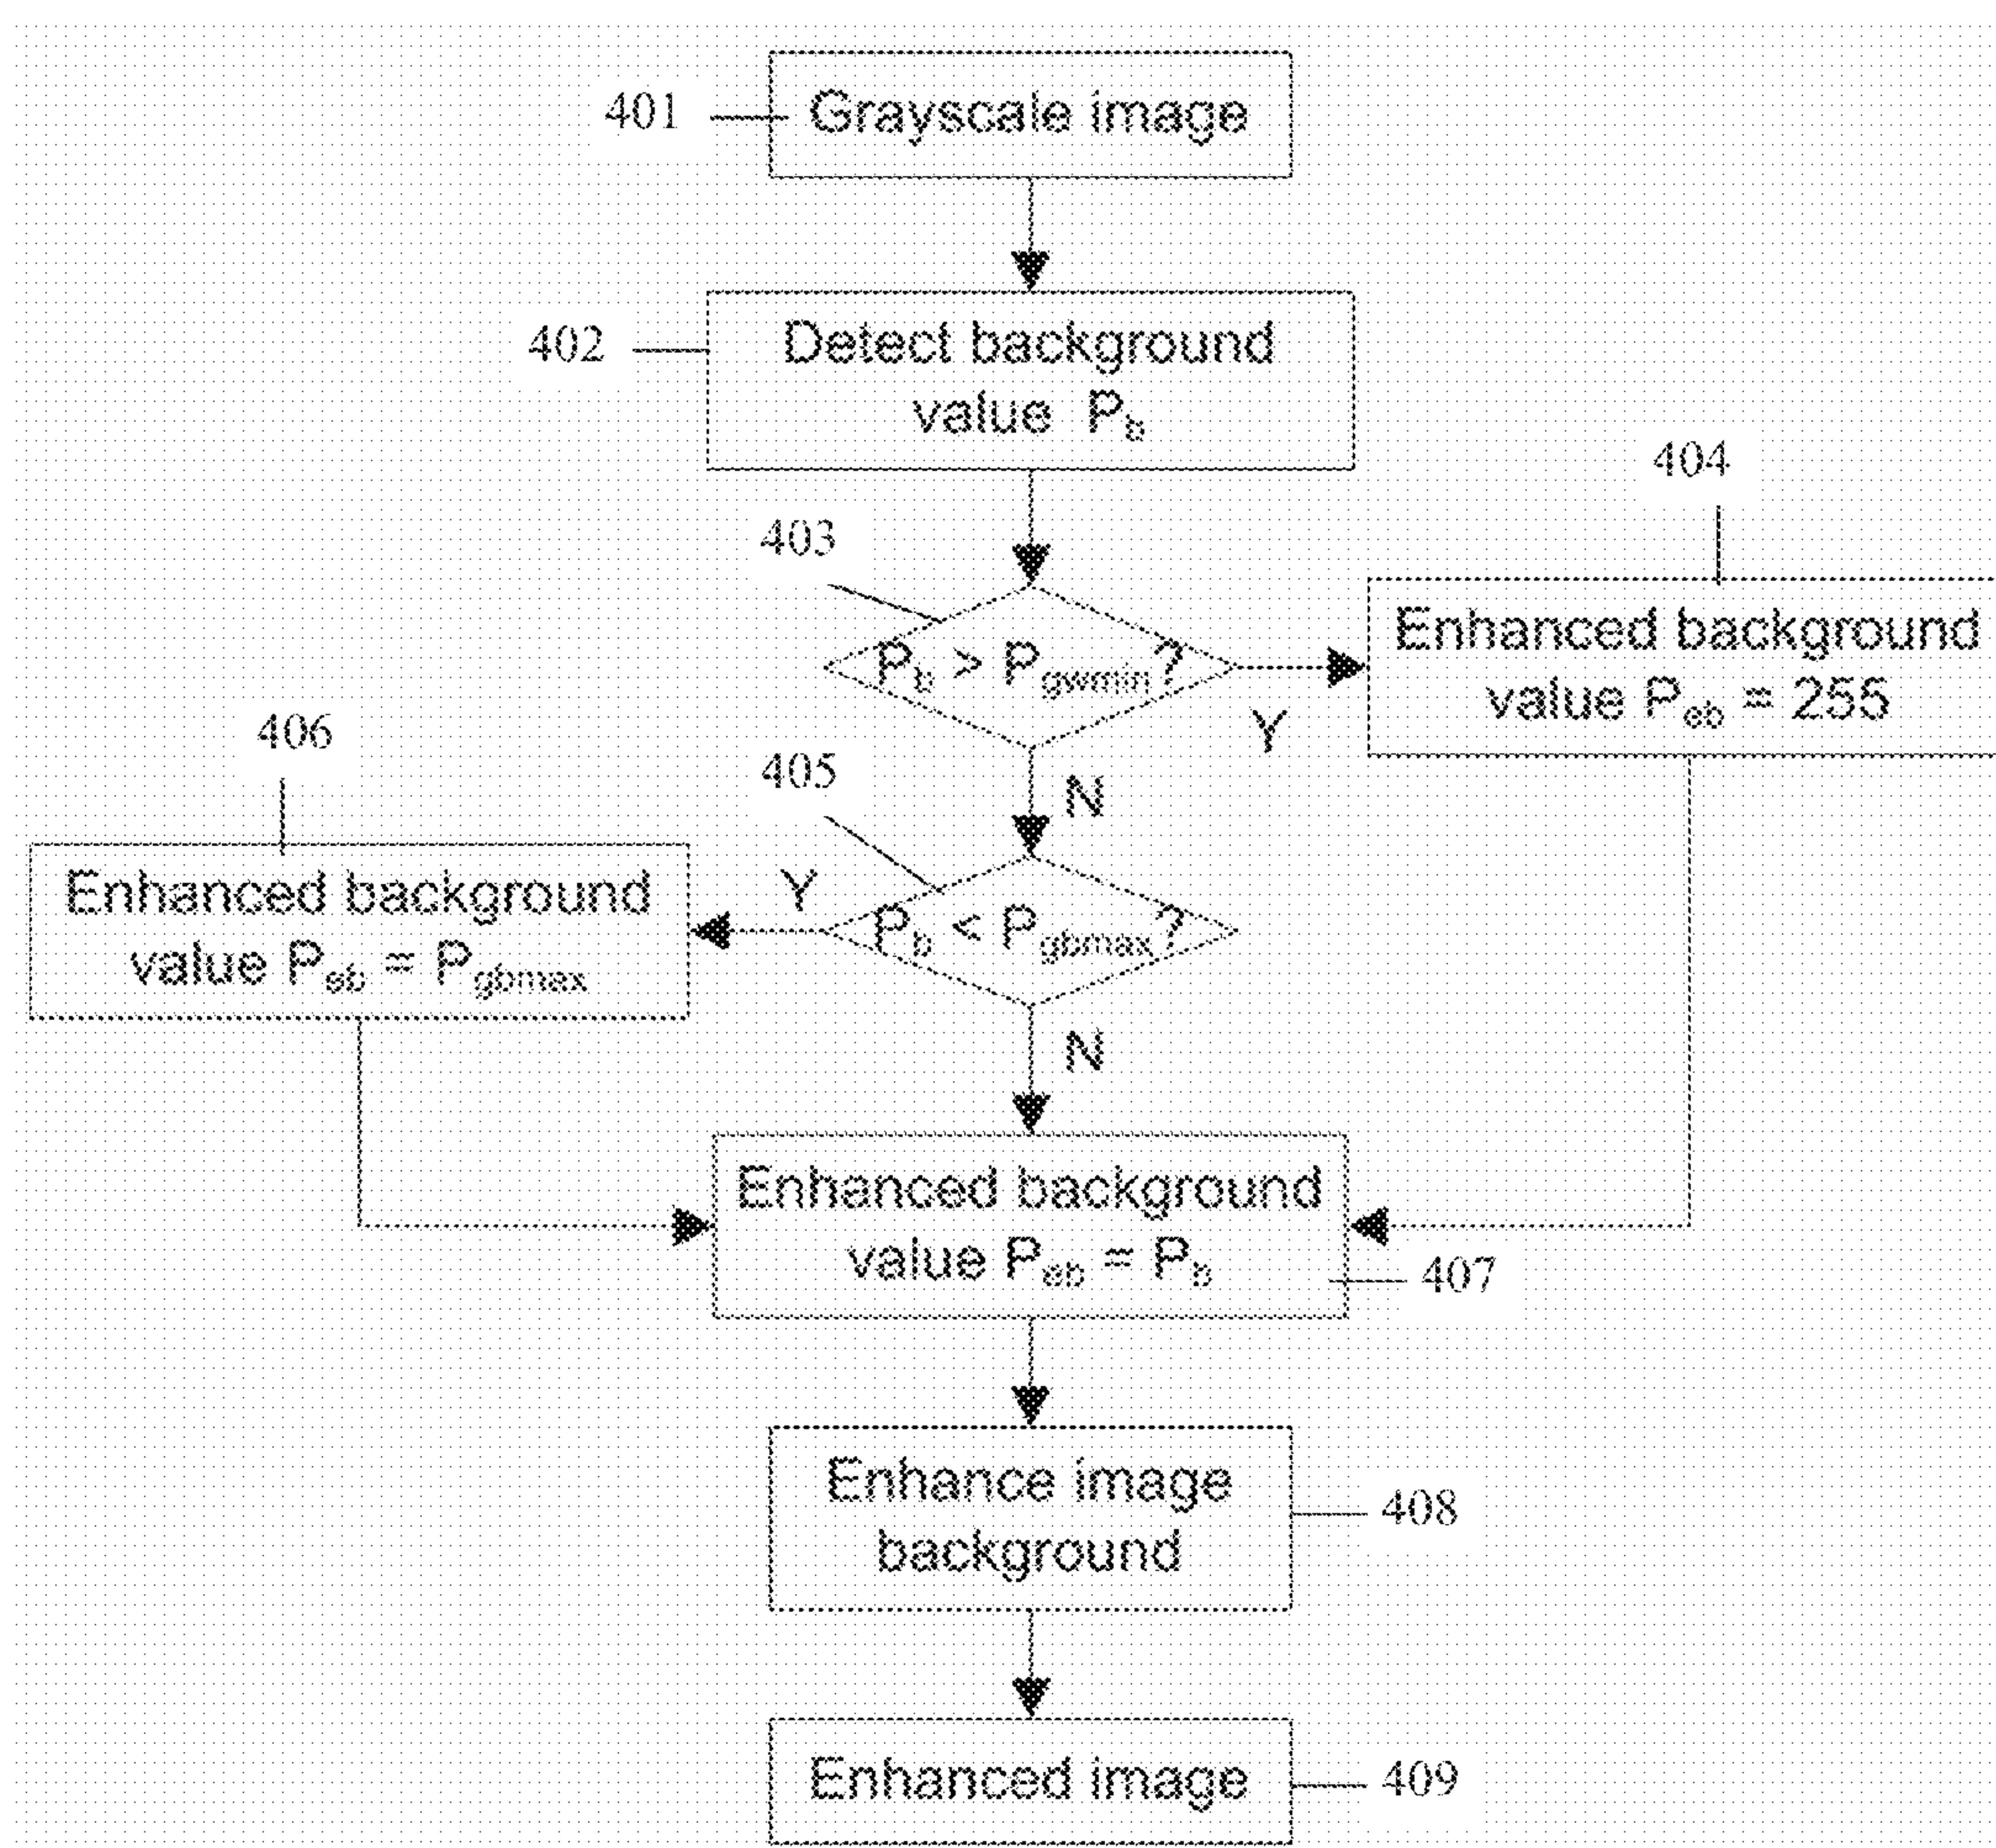 401
Grayscale image
402
Detect background
value P_b
404
403
P_b > P_gwmin ?
Enhanced background
value P_eb = 255
Y
406
405
N
Enhanced background
value P_eb = P_gbmax
Y
P_b < P_gbmax ?
N
Enhanced background
value P_eb = P_b
407
Enhance image
background
408
Enhanced image
409